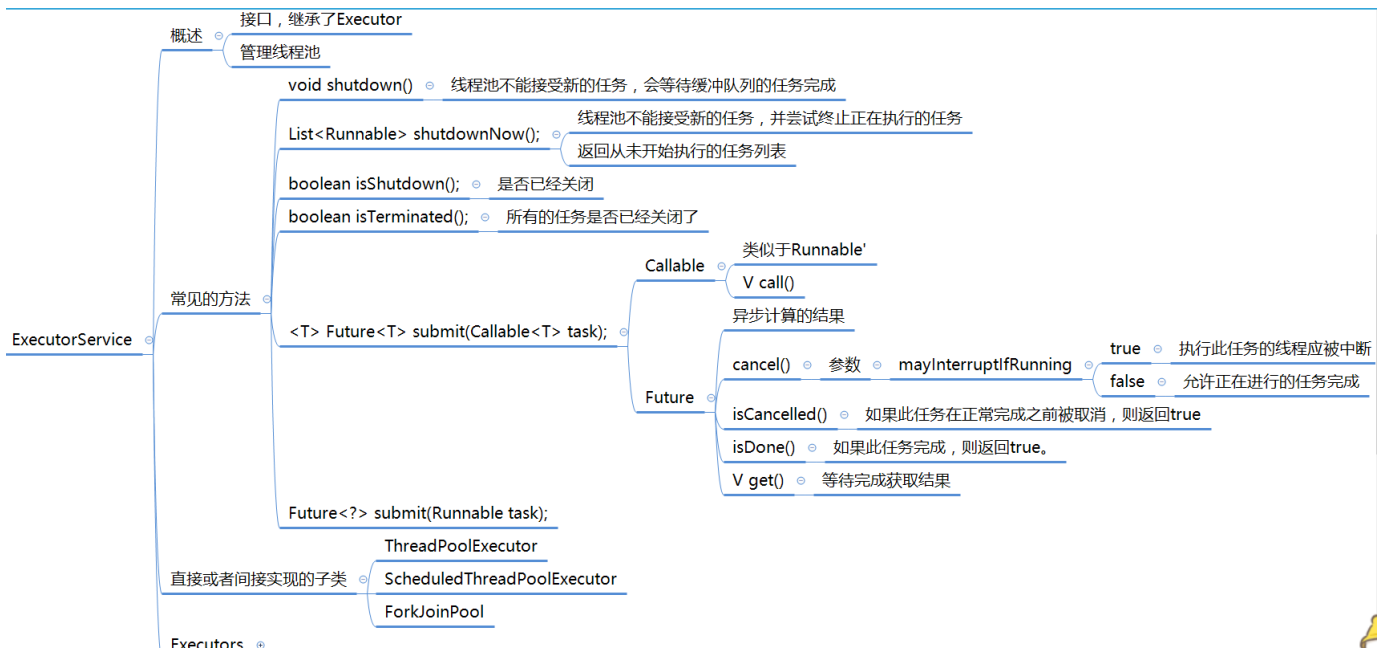 ExecutorService
概述
接口，继承了Executor
管理线程池
常见的方法
void shutdown()
线程池不能接受新的任务，会等待缓冲队列的任务完成
List<Runnable> shutdownNow();
线程池不能接受新的任务，并尝试终止正在执行的任务
返回从未开始执行的任务列表
boolean isShutdown();
是否已经关闭
boolean isTerminated();
所有的任务是否已经关闭了
<T> Future<T> submit(Callable<T> task);
Callable
类似于Runnable'
V call()
Future
异步计算的结果
cancel()
参数
mayInterruptIfRunning
true
执行此任务的线程应被中断
false
允许正在进行的任务完成
isCancelled()
如果此任务在正常完成之前被取消，则返回true
isDone()
如果此任务完成，则返回true。
V get()
等待完成获取结果
Future<?> submit(Runnable task);
直接或者间接实现的子类
ThreadPoolExecutor
ScheduledThreadPoolExecutor
ForkJoinPool
Executors